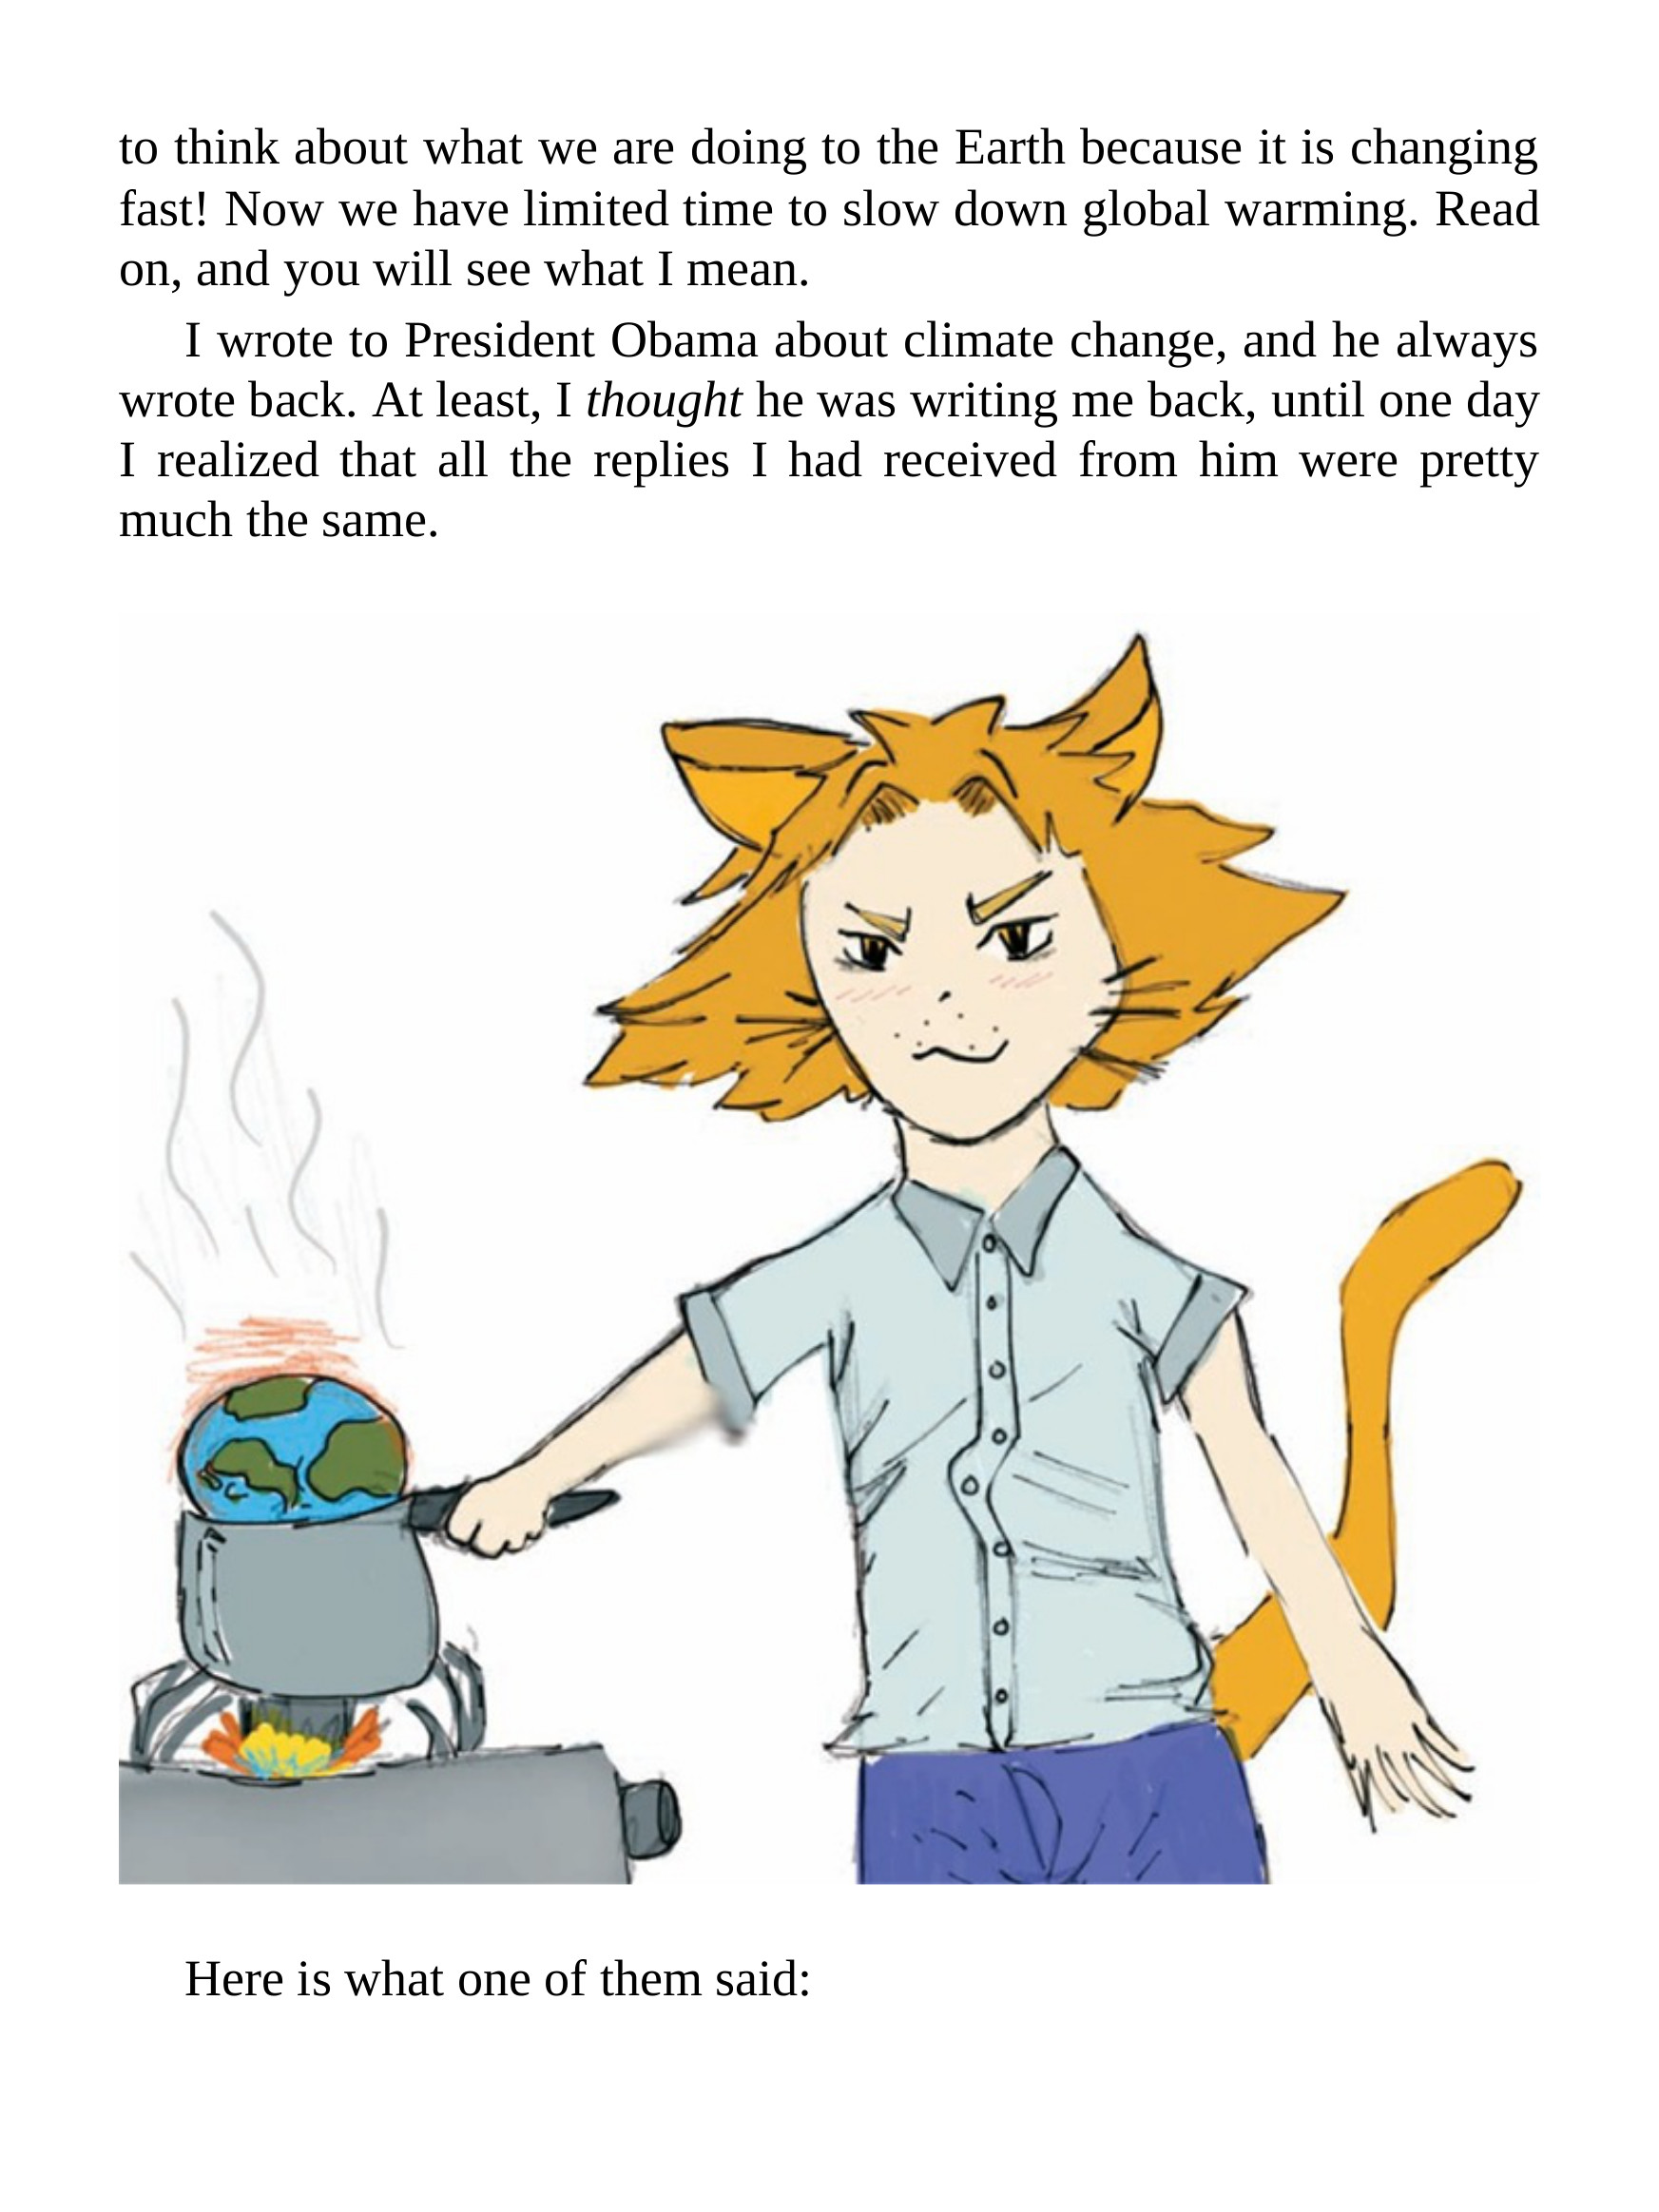 to think about what we are doing to the Earth because it is changing
fast! Now we have limited time to slow down global warming. Read
on, and you will see what I mean.
I wrote to President Obama about climate change, and he always
wrote back. At least, I thought he was writing me back, until one day
I realized that all the replies I had received from him were pretty
much the same.
Here is what one of them said: